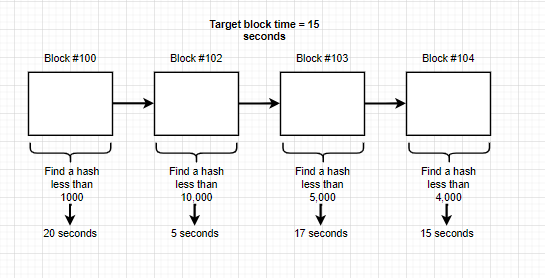 Target block time = 15
seconds
Block #100
Block #102
Block #103
Block #104
Find a hash
less than
1000
Find a hash
less than
10,000
Find a hash
less than
5,000
Find a hash
less than
4,000
20 seconds
5 seconds
17 seconds
15 seconds